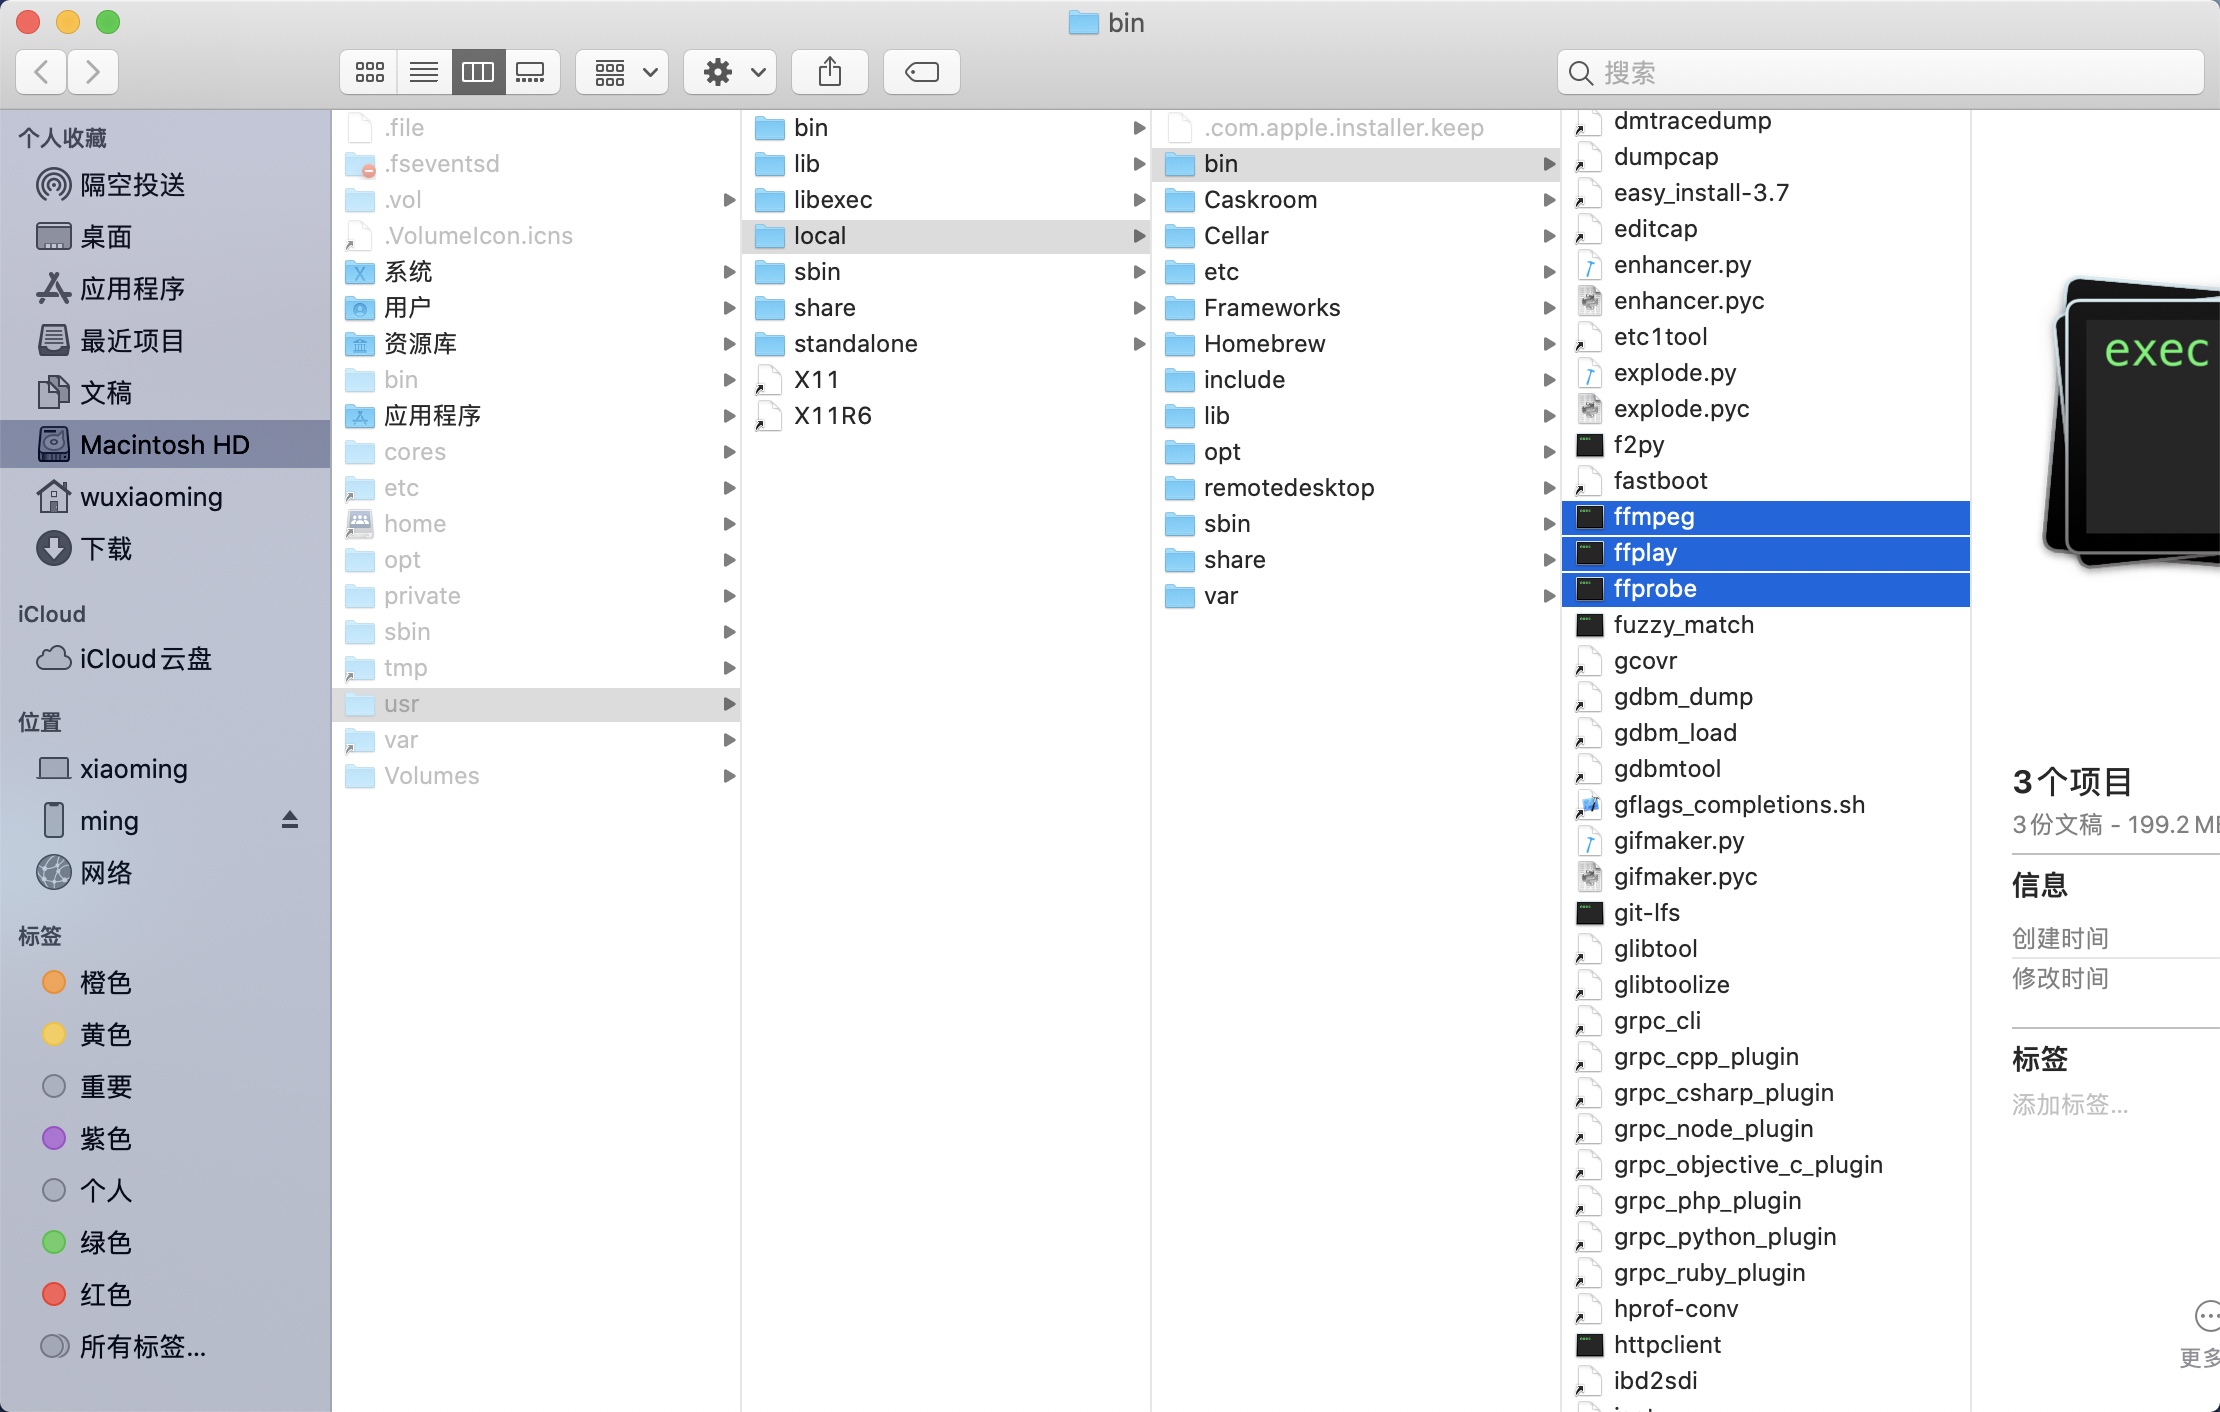 bin
搜索
个人收藏
隔空投送
桌面
应用程序
最近项目
文稿
Macintosh HD
wuxiaoming
下载
iCloud
iCloud云盘
位置
xiaoming
ming
网络
标签
橙色
黄色
重要
紫色
个人
绿色
红色
所有标签...
.file
.fseventsd
.vol
.VolumeIcon.icns
系统
用户
资源库
bin
应用程序
cores
etc
home
opt
private
sbin
tmp
usr
var
Volumes
bin
lib
libexec
local
sbin
share
standalone
X11
X11R6
.com.apple.installer.keep
bin
Caskroom
Cellar
etc
Frameworks
Homebrew
include
lib
opt
remotedesktop
sbin
share
var
dmtracedump
dumpcap
easy_install-3.7
editcap
enhancer.py
enhancer.pyc
etc1tool
explode.py
explode.pyc
f2py
fastboot
ffmpeg
ffplay
ffprobe
fuzzy_match
gcovr
gdbm_dump
gdbm_load
gdbmtool
gflags_completions.sh
gifmaker.py
gifmaker.pyc
git-lfs
glibtool
glibtoolize
grpc_cli
grpc_cpp_plugin
grpc_csharp_plugin
grpc_node_plugin
grpc_objective_c_plugin
grpc_php_plugin
grpc_python_plugin
grpc_ruby_plugin
hprof-conv
httpclient
ibd2sdi
exec
3个项目
3份文稿 - 199.2 M
信息
创建时间
修改时间
标签
添加标签...
更多